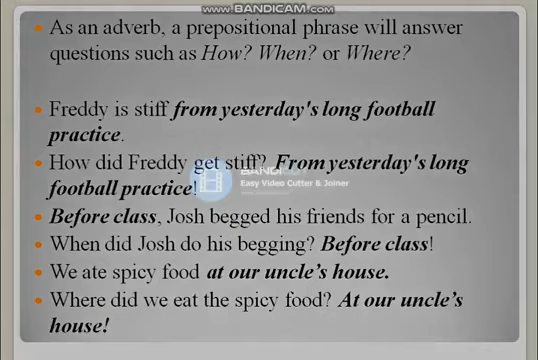 WWW.BANDICAM.COM
As an adverb, a prepositional phrase will answer
questions such as How? When? or Where?
Freddy is stiff from yesterday's long football
practice.
How did Freddy get stiff? From yesterday's long
football practice!
BANDICUT
Easy Video Cutter & Joiner
Before class, Josh begged his friends for a pencil.
When did Josh do his begging? Before class!
We ate spicy food at our uncle's house.
Where did we eat the spicy food? At our uncle's
house!